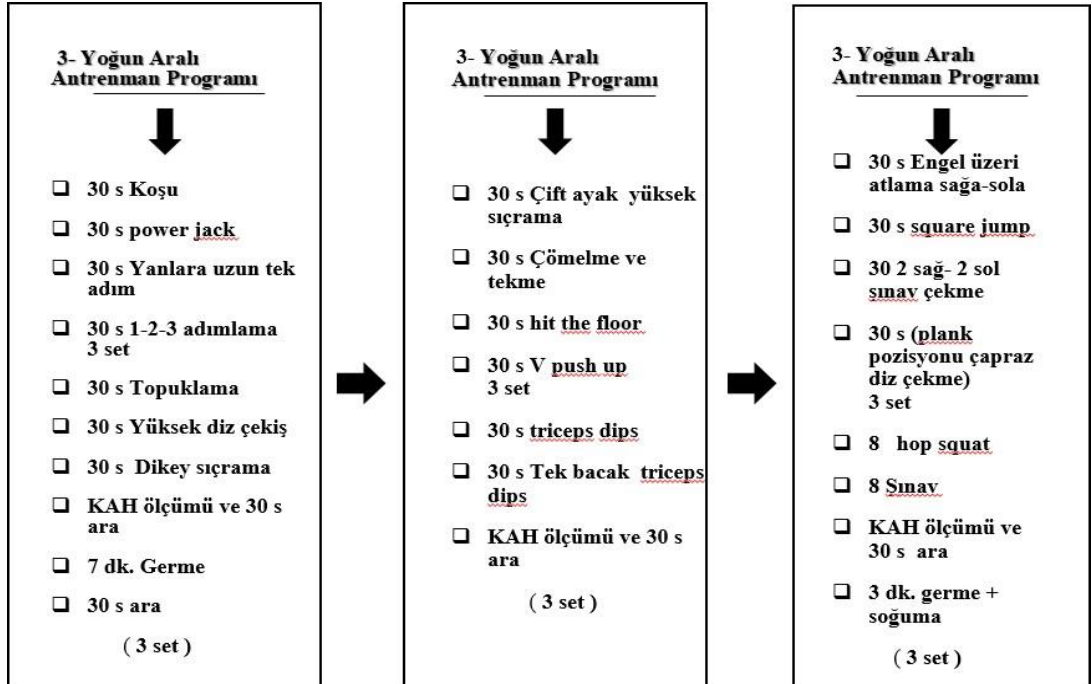 3- Yoğun Aralı
Antrenman Programı
30 s Koşu
30 s power jack
30 s Yanlara uzun tek
adım
30 s 1-2-3 adımlama
3 set
30 s Topuklama
30 s Yüksek diz çekiş
30 s Dikey sıçrama
KAH ölçümü ve 30 s
ara
7 dk. Germe
30 s ara
( 3 set )
3- Yoğun Aralı
Antrenman Programı
30 s Çift ayak yüksek
sıçrama
30 s Çömelme ve
tekme
30 s hit the floor
30 s V push up
3 set
30 s triceps dips
30 s Tek bacak triceps
dips
KAH ölçümü ve 30 s
ara
( 3 set )
3- Yoğun Aralı
Antrenman Programı
30 s Engel üzeri
atlama sağa-sola
30 s square jump
30 2 sağ- 2 sol
şınav çekme
30 s (plank
pozisyonu çapraz
diz çekme)
3 set
8 hop squat
8 Şınav
KAH ölçümü ve
30 s ara
3 dk. germe +
soğuma
( 3 set )